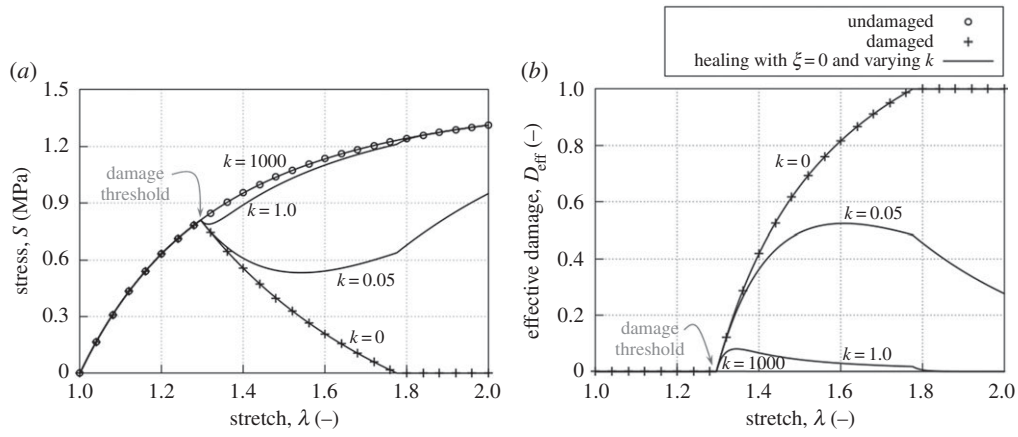 undamaged
damaged
healing with ξ = 0 and varying k
(a)
1.5
1.2
0.9
0.6
0.3
0
stress, S (MPa)
damage
threshold
k = 1000
k = 1.0
k = 0.05
k = 0
1.0 1.2 1.4 1.6 1.8 2.0
stretch, λ (–)
(b)
1.0
0.8
0.6
0.4
0.2
0
effective damage, Deff (–)
k = 0
k = 0.05
damage
threshold
k = 1000
k = 1.0
1.0 1.2 1.4 1.6 1.8 2.0
stretch, λ (–)